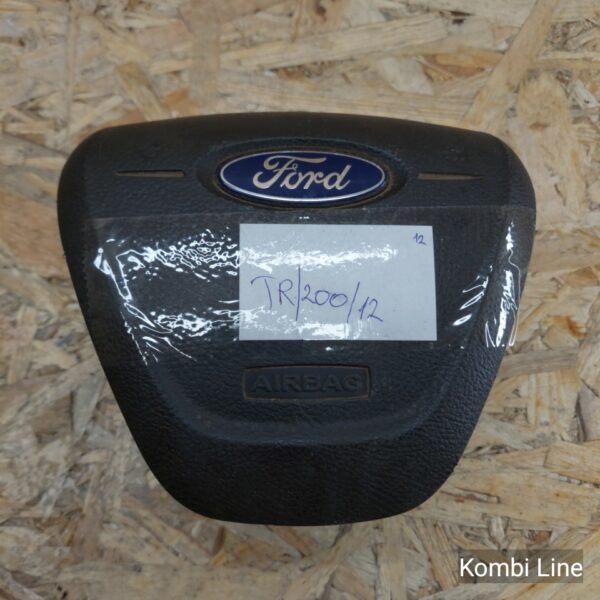 Ford
12
TR/200/12
AIRBAG
Kombi Line